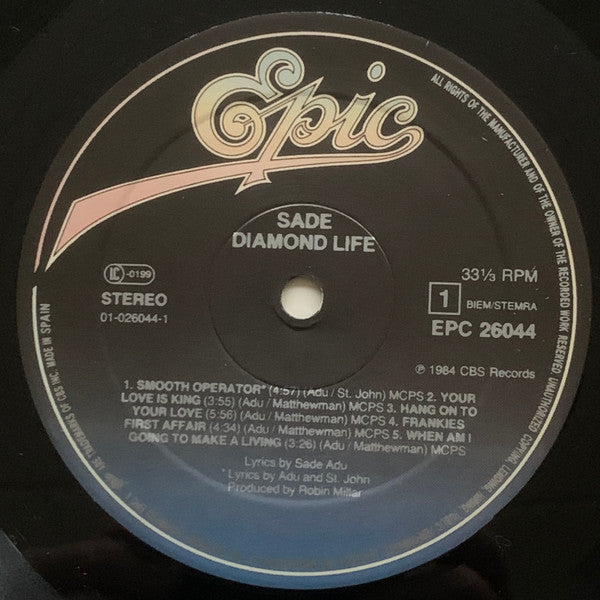 Epic
SADE
DIAMOND LIFE
LC -0199
STEREO
01-026044-1
33⅓ RPM
1 BIEM/STEMRA
EPC 26044
℗ 1984 CBS Records
1. SMOOTH OPERATOR* (4:57) (Adu / St. John) MCPS 2. YOUR
LOVE IS KING (3:55) (Adu / Matthewman) MCPS 3. HANG ON TO
YOUR LOVE (5:56) (Adu / Matthewman) MCPS 4. FRANKIES
FIRST AFFAIR (4:34) (Adu / Matthewman) MCPS 5. WHEN AM I
GOING TO MAKE A LIVING (3:26) (Adu / Matthewman) MCPS
Lyrics by Sade Adu
* Lyrics by Adu and St. John
Produced by Robin Millar
ALL RIGHTS OF THE MANUFACTURER AND OF THE OWNER OF THE RECORDED WORK RESERVED. UNAUTHORIZED COPYING, LENDING,
ARE TRADEMARKS OF CBS INC. MADE IN SPAIN